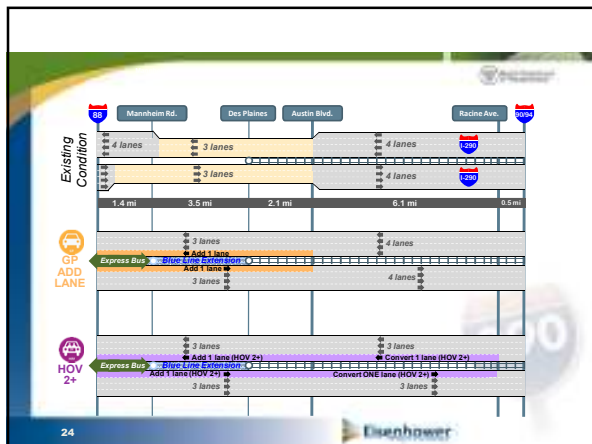 88
Mannheim Rd.
Des Plaines
Austin Blvd.
Racine Ave.
90/94
Existing
Condition
4 lanes
3 lanes
4 lanes
I-290
3 lanes
4 lanes
I-290
1.4 mi
3.5 mi
2.1 mi
6.1 mi
0.5 mi
GP
ADD
LANE
3 lanes
4 lanes
Add 1 lane
Express Bus
Blue Line Extension
Add 1 lane
3 lanes
4 lanes
HOV
2+
3 lanes
3 lanes
Add 1 lane (HOV 2+)
Convert 1 lane (HOV 2+)
Express Bus
Blue Line Extension
Add 1 lane (HOV 2+)
Convert ONE lane (HOV 2+)
3 lanes
3 lanes
24
Eisenhower